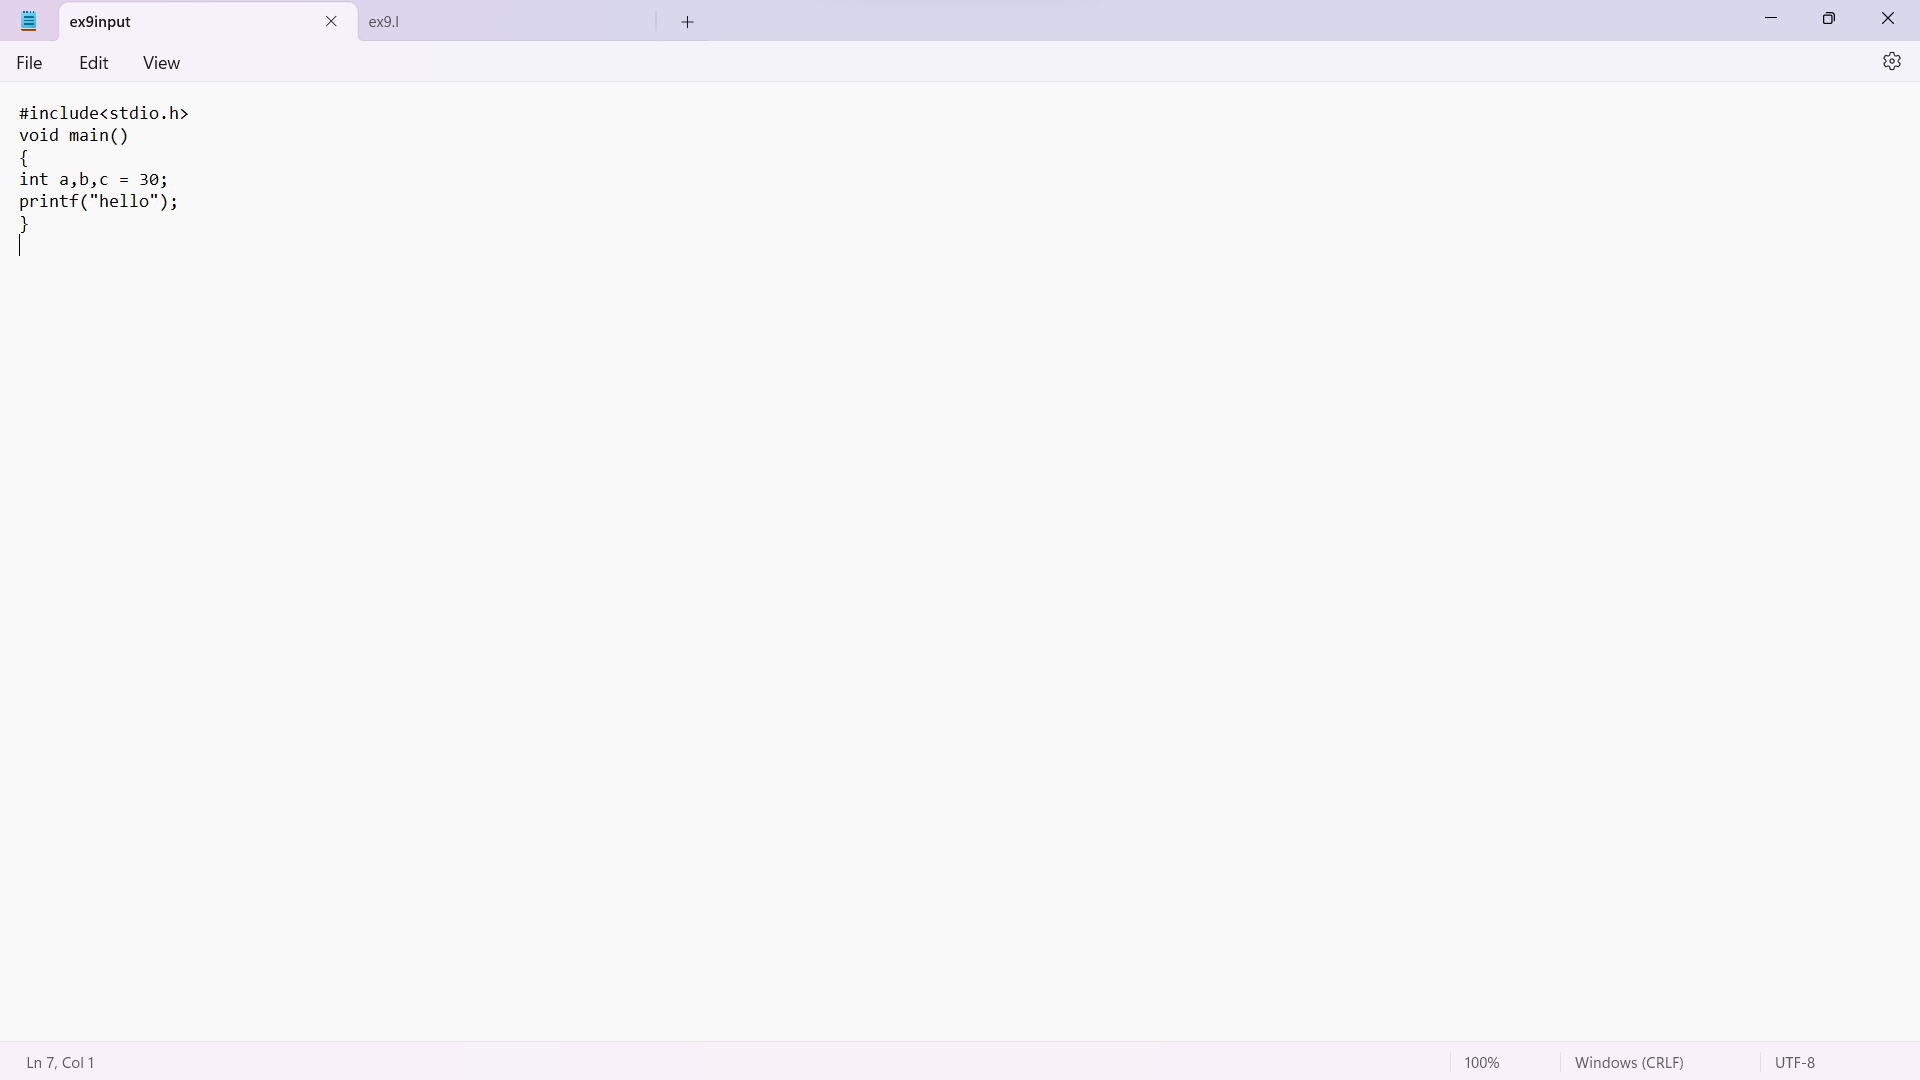 ex9input
ex9.l
File Edit View
#include<stdio.h>
void main()
{
int a,b,c = 30;
printf("hello");
}
Ln 7, Col 1
100%
Windows (CRLF)
UTF-8